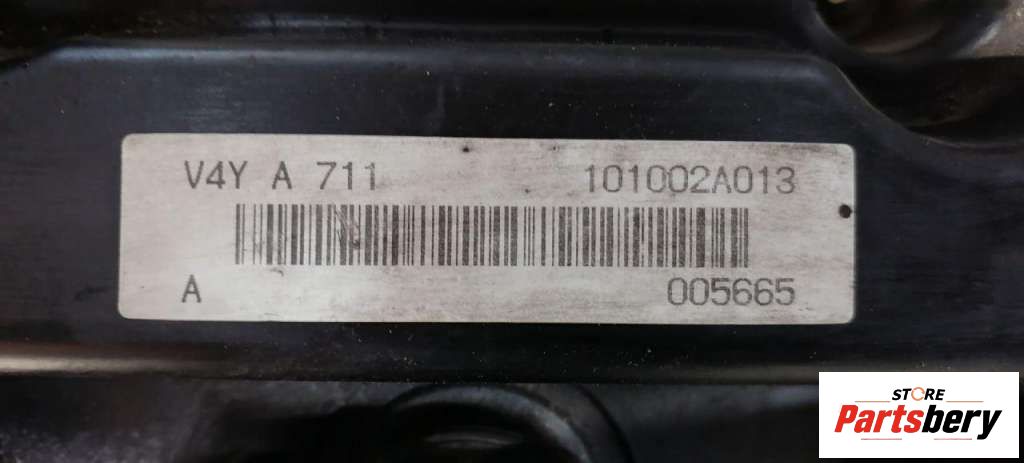 V4Y A 711 101002A013
A 005665
STORE
Partsbery